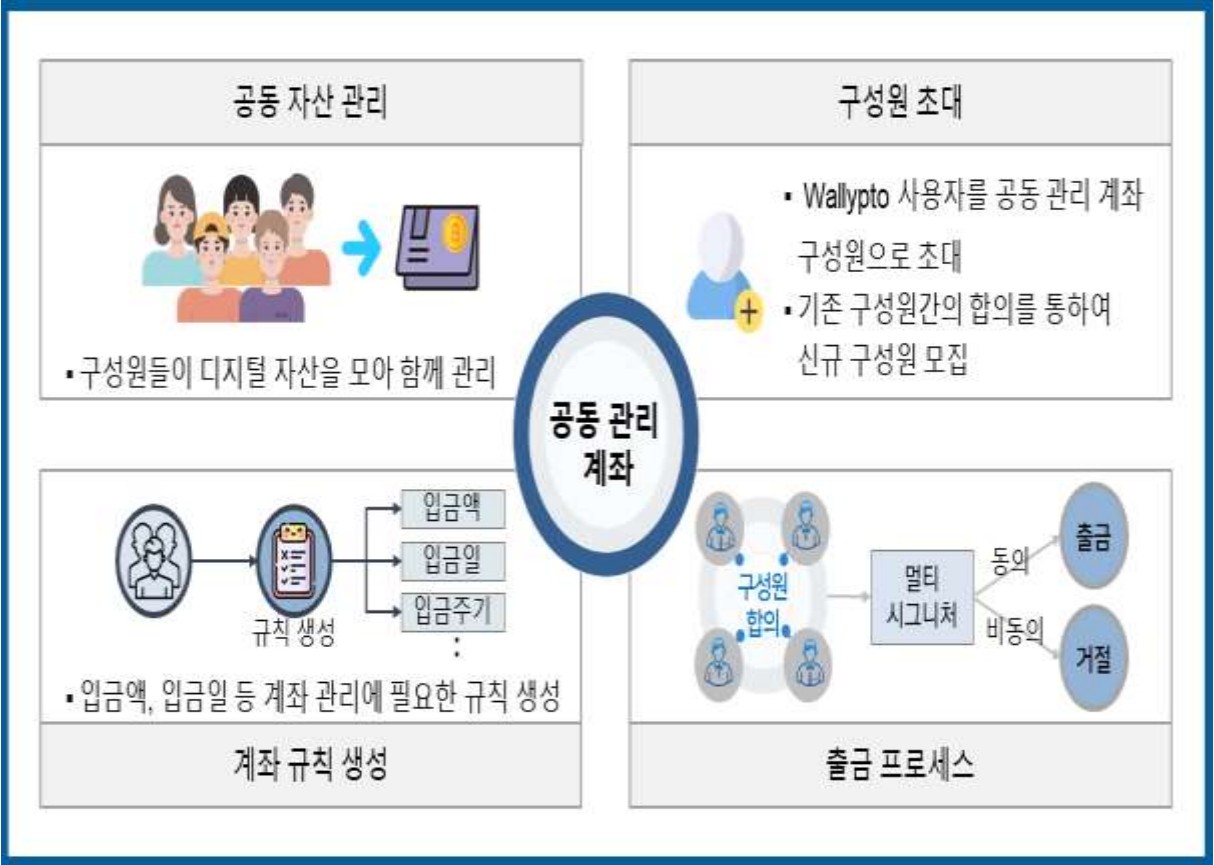 공동 자산 관리
▪ 구성원들이 디지털 자산을 모아 함께 관리
구성원 초대
▪ Wallypto 사용자를 공동 관리 계좌
구성원으로 초대
▪ 기존 구성원간의 합의를 통하여
신규 구성원 모집
공동 관리
계좌
규칙 생성
입금액
입금일
입금주기
:
▪ 입금액, 입금일 등 계좌 관리에 필요한 규칙 생성
계좌 규칙 생성
구성원
합의
멀티
시그니처
동의
비동의
출금
거절
출금 프로세스